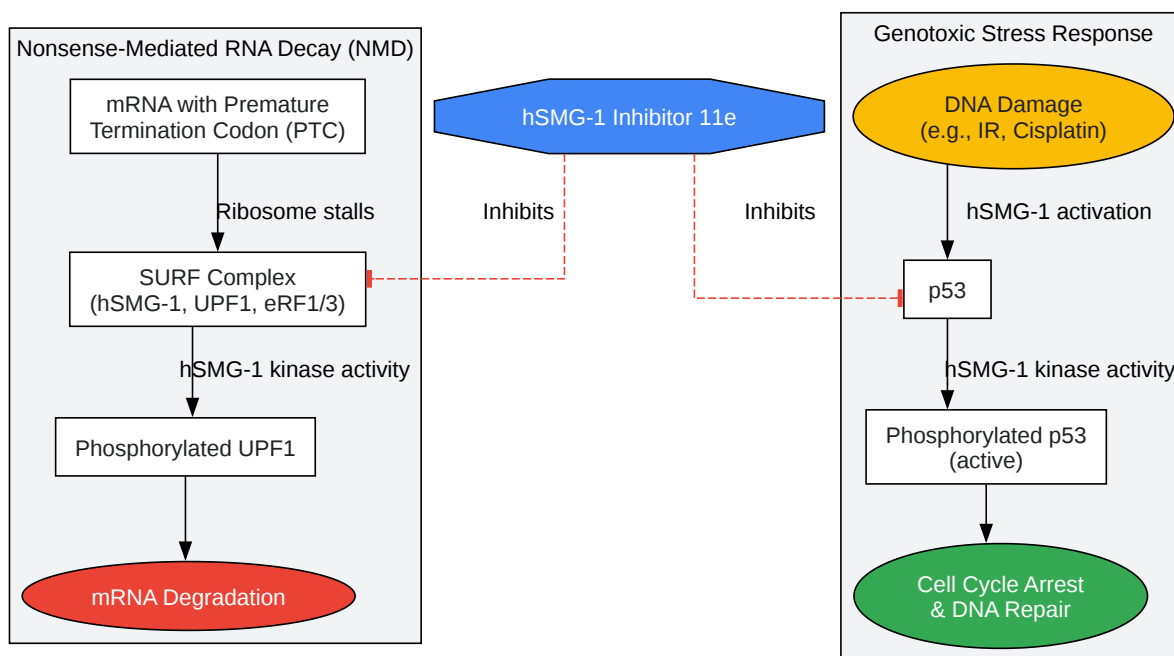 Nonsense-Mediated RNA Decay (NMD)
mRNA with Premature
Termination Codon (PTC)
Ribosome stalls
SURF Complex
(hSMG-1, UPF1, eRF1/3)
hSMG-1 kinase activity
Phosphorylated UPF1
mRNA Degradation
hSMG-1 Inhibitor 11e
Inhibits
Inhibits
Genotoxic Stress Response
DNA Damage
(e.g., IR, Cisplatin)
hSMG-1 activation
p53
hSMG-1 kinase activity
Phosphorylated p53
(active)
Cell Cycle Arrest
& DNA Repair